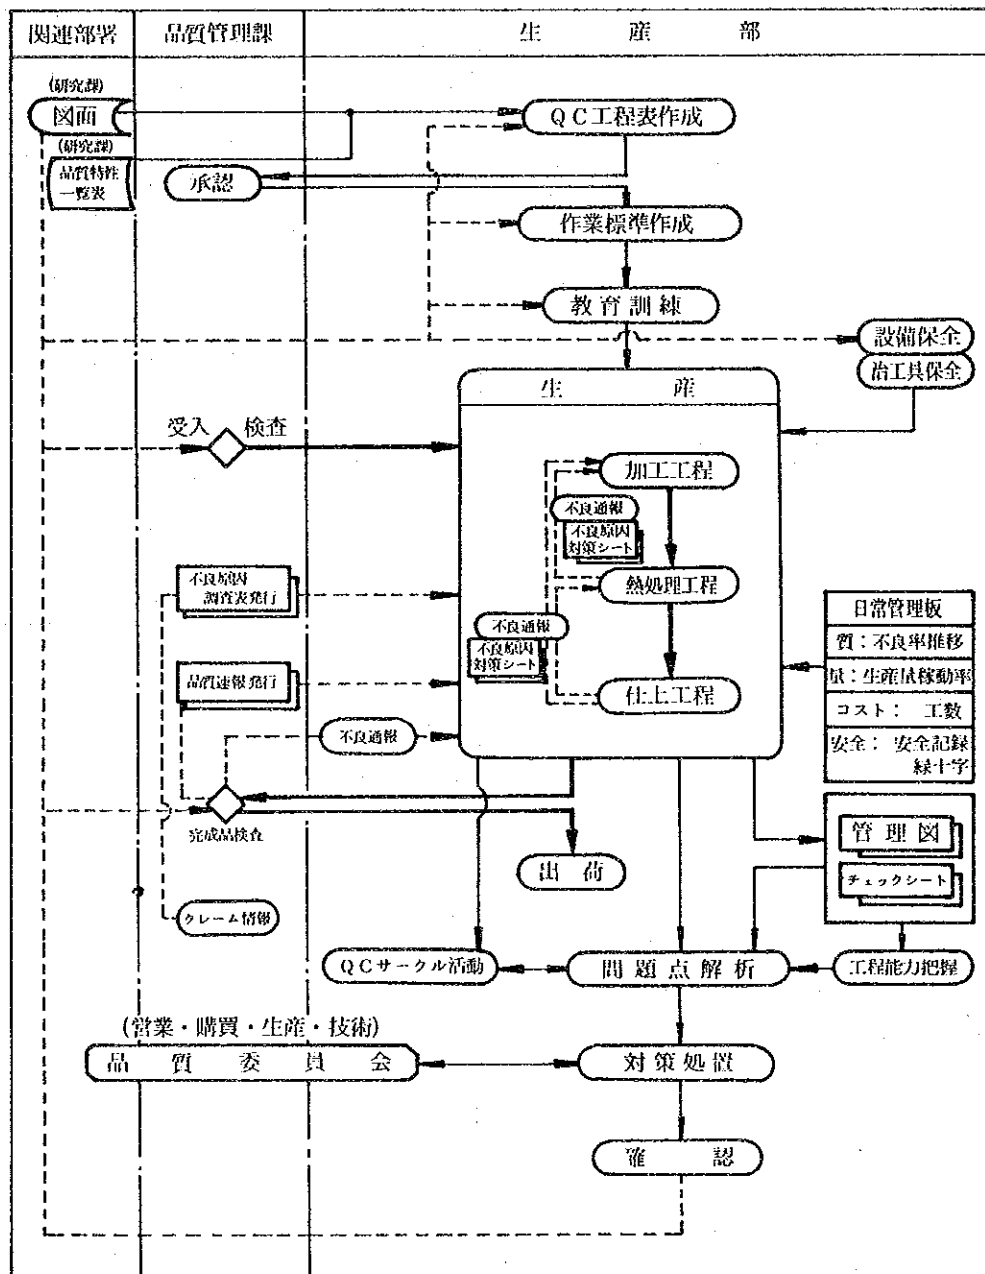 関連部署
品質管理課
生産部
(研究課)
図面
QC工程表作成
(研究課)
品質特性
一覧表
承認
作業標準作成
教育訓練
設備保全
冶工具保全
生産
受入
検査
加工工程
不良通報
不良原因
対策シート
熱処理工程
不良原因
調査表発行
不良通報
不良原因
対策シート
日常管理板
質：不良率推移
量：生産量稼動率
コスト： 工数
安全： 安全記録
緑十字
品質速報発行
仕上工程
不良通報
完成品検査
管理図
チェックシート
出荷
クレーム情報
QCサークル活動
問題点解析
工程能力把握
(営業・購買・生産・技術)
品質委員会
対策処置
確認